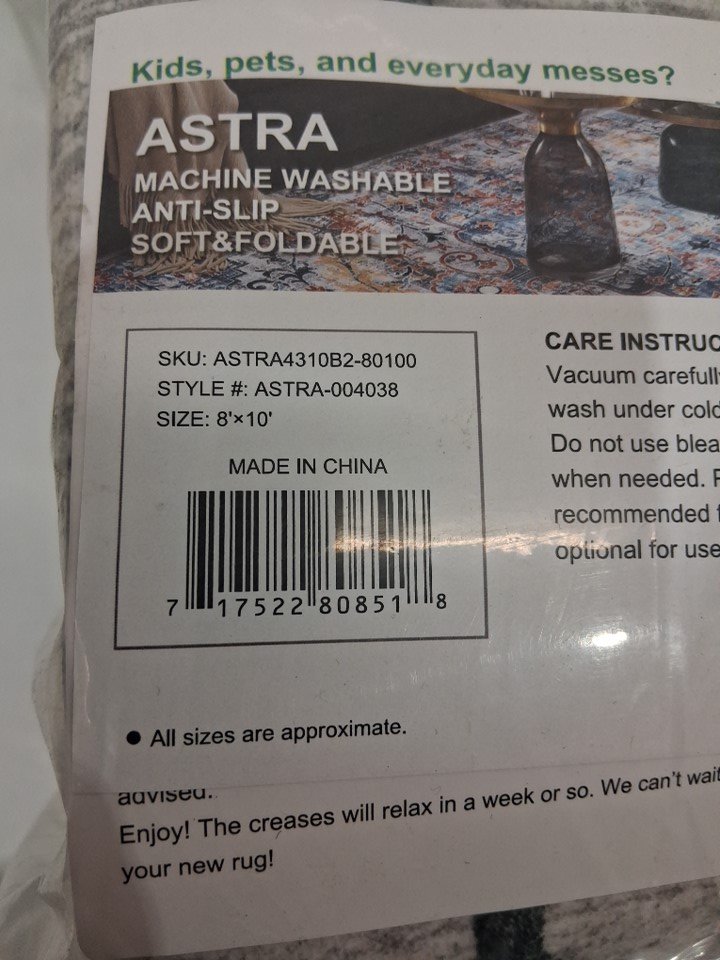 Kids, pets, and everyday messes?
ASTRA
MACHINE WASHABLE
ANTI-SLIP
SOFT&FOLDABLE
SKU: ASTRA4310B2-80100
STYLE #: ASTRA-004038
SIZE: 8'×10'
MADE IN CHINA
7 17522 80851 8
CARE INSTRUC
Vacuum carefull
wash under cold
Do not use blea
when needed.
recommended
optional for use
● All sizes are approximate.
advised.
Enjoy! The creases will relax in a week or so. We can't wait
your new rug!